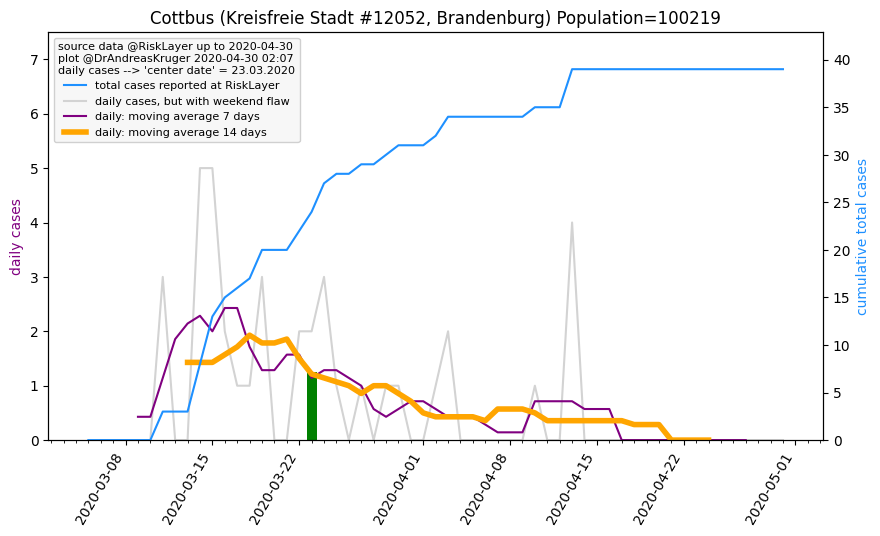 Cottbus (Kreisfreie Stadt #12052, Brandenburg) Population=100219
source data @RiskLayer up to 2020-04-30
plot @DrAndreasKruger 2020-04-30 02:07
daily cases --> 'center date' = 23.03.2020
total cases reported at RiskLayer
daily cases, but with weekend flaw
daily: moving average 7 days
daily: moving average 14 days
daily cases
7
6
5
4
3
2
1
0
cumulative total cases
40
35
30
25
20
15
10
5
0
2020-03-08
2020-03-15
2020-03-22
2020-04-01
2020-04-08
2020-04-15
2020-04-22
2020-05-01